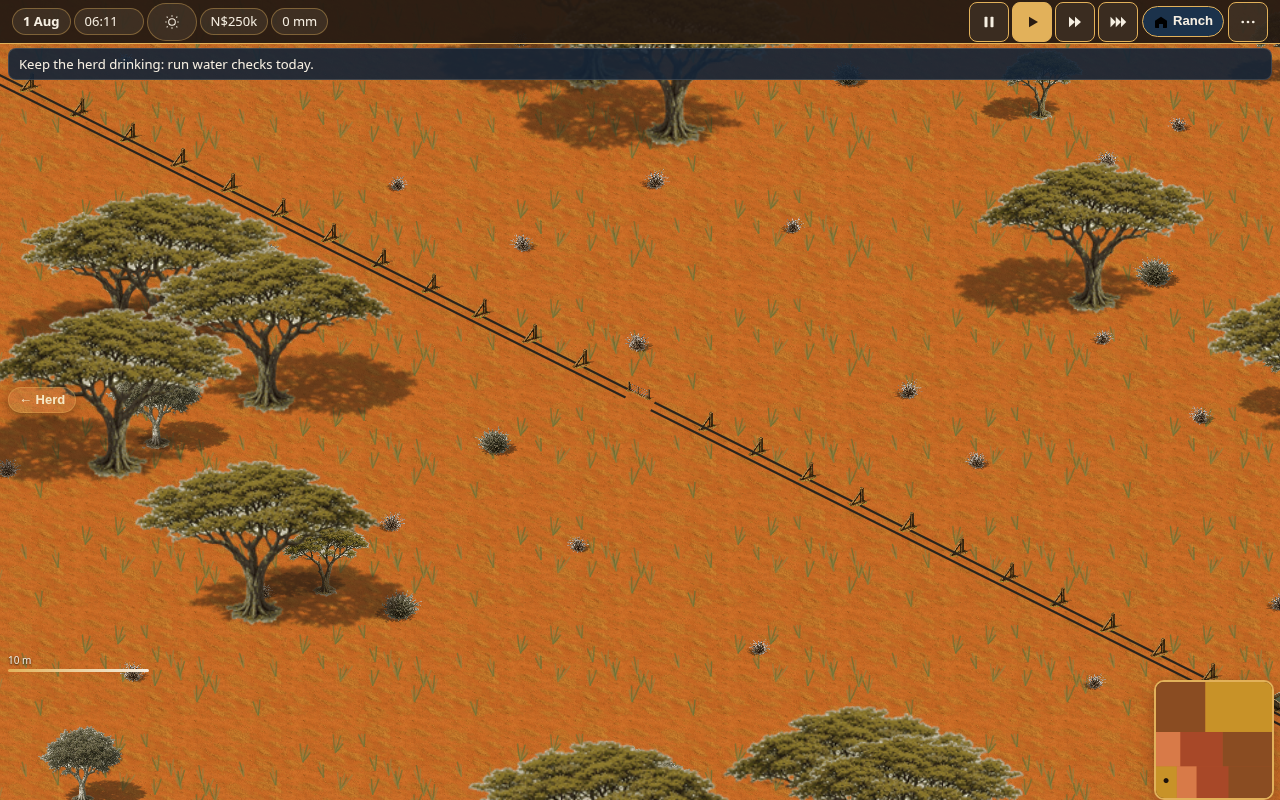 1 Aug 06:11 N$250k 0 mm Ranch
Keep the herd drinking: run water checks today.
← Herd
10 m